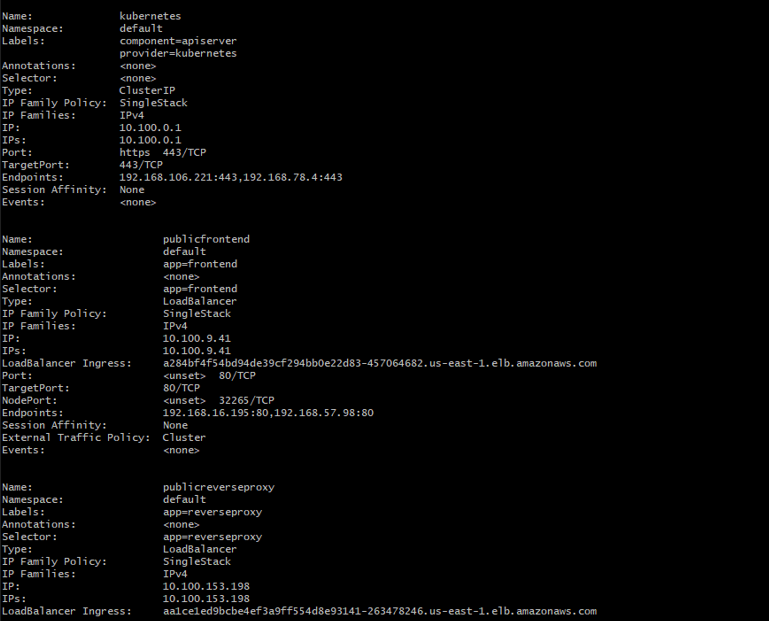 Name: kubernetes
Namespace: default
Labels: component=apiserver
provider=kubernetes
Annotations: <none>
Selector: <none>
Type: ClusterIP
IP Family Policy: SingleStack
IP Families: IPv4
IP: 10.100.0.1
IPs: 10.100.0.1
Port: https 443/TCP
TargetPort: 443/TCP
Endpoints: 192.168.106.221:443,192.168.78.4:443
Session Affinity: None
Events: <none>
Name: publicfrontend
Namespace: default
Labels: app=frontend
Annotations: <none>
Selector: app=frontend
Type: LoadBalancer
IP Family Policy: SingleStack
IP Families: IPv4
IP: 10.100.9.41
IPs: 10.100.9.41
LoadBalancer Ingress: a284bf4f54bd94de39cf294bb0e22d83-457064682.us-east-1.elb.amazonaws.com
Port: <unset> 80/TCP
TargetPort: 80/TCP
NodePort: <unset> 32265/TCP
Endpoints: 192.168.16.195:80,192.168.57.98:80
Session Affinity: None
External Traffic Policy: Cluster
Events: <none>
Name: publicreverseproxy
Namespace: default
Labels: app=reverseproxy
Annotations: <none>
Selector: app=reverseproxy
Type: LoadBalancer
IP Family Policy: SingleStack
IP Families: IPv4
IP: 10.100.153.198
IPs: 10.100.153.198
LoadBalancer Ingress: aa1ce1ed9bcbe4ef3a9ff554d8e93141-263478246.us-east-1.elb.amazonaws.com